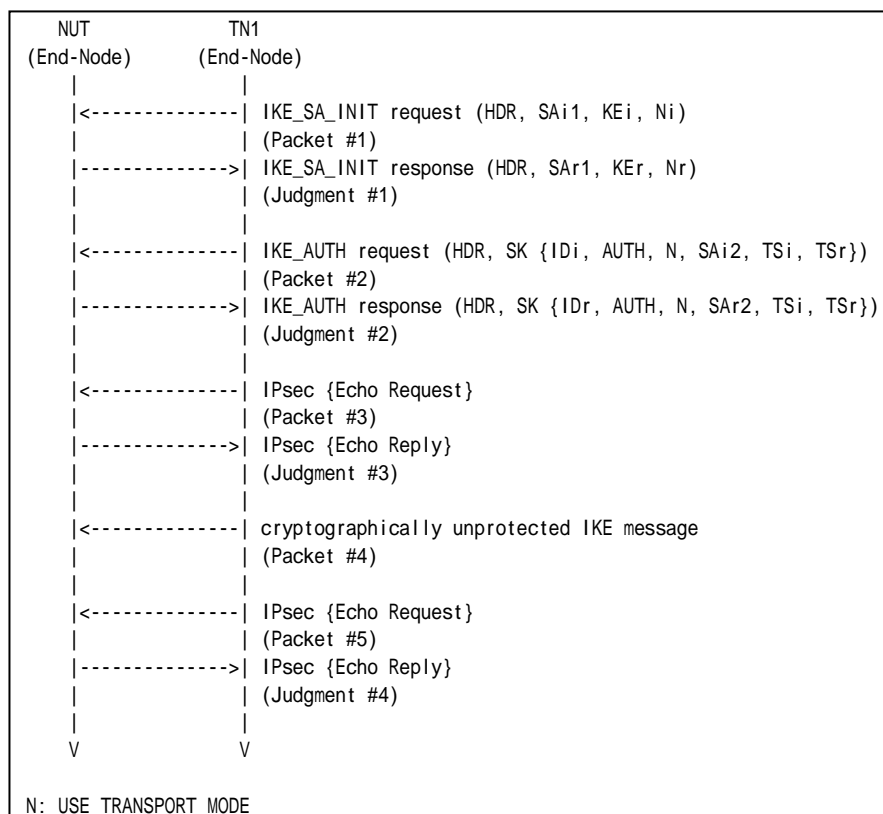 NUT TN1
(End-Node) (End-Node)
| |
|<--------------| IKE_SA_INIT request (HDR, SAi1, KEi, Ni)
| | (Packet #1)
|-------------->| IKE_SA_INIT response (HDR, SAr1, KEr, Nr)
| | (Judgment #1)
| |
|<--------------| IKE_AUTH request (HDR, SK {IDi, AUTH, N, SAi2, TSi, TSr})
| | (Packet #2)
|-------------->| IKE_AUTH response (HDR, SK {IDr, AUTH, N, SAr2, TSi, TSr})
| | (Judgment #2)
| |
|<--------------| IPsec {Echo Request}
| | (Packet #3)
|-------------->| IPsec {Echo Reply}
| | (Judgment #3)
| |
|<--------------| cryptographically unprotected IKE message
| | (Packet #4)
| |
|<--------------| IPsec {Echo Request}
| | (Packet #5)
|-------------->| IPsec {Echo Reply}
| | (Judgment #4)
| |
V V
N: USE TRANSPORT MODE